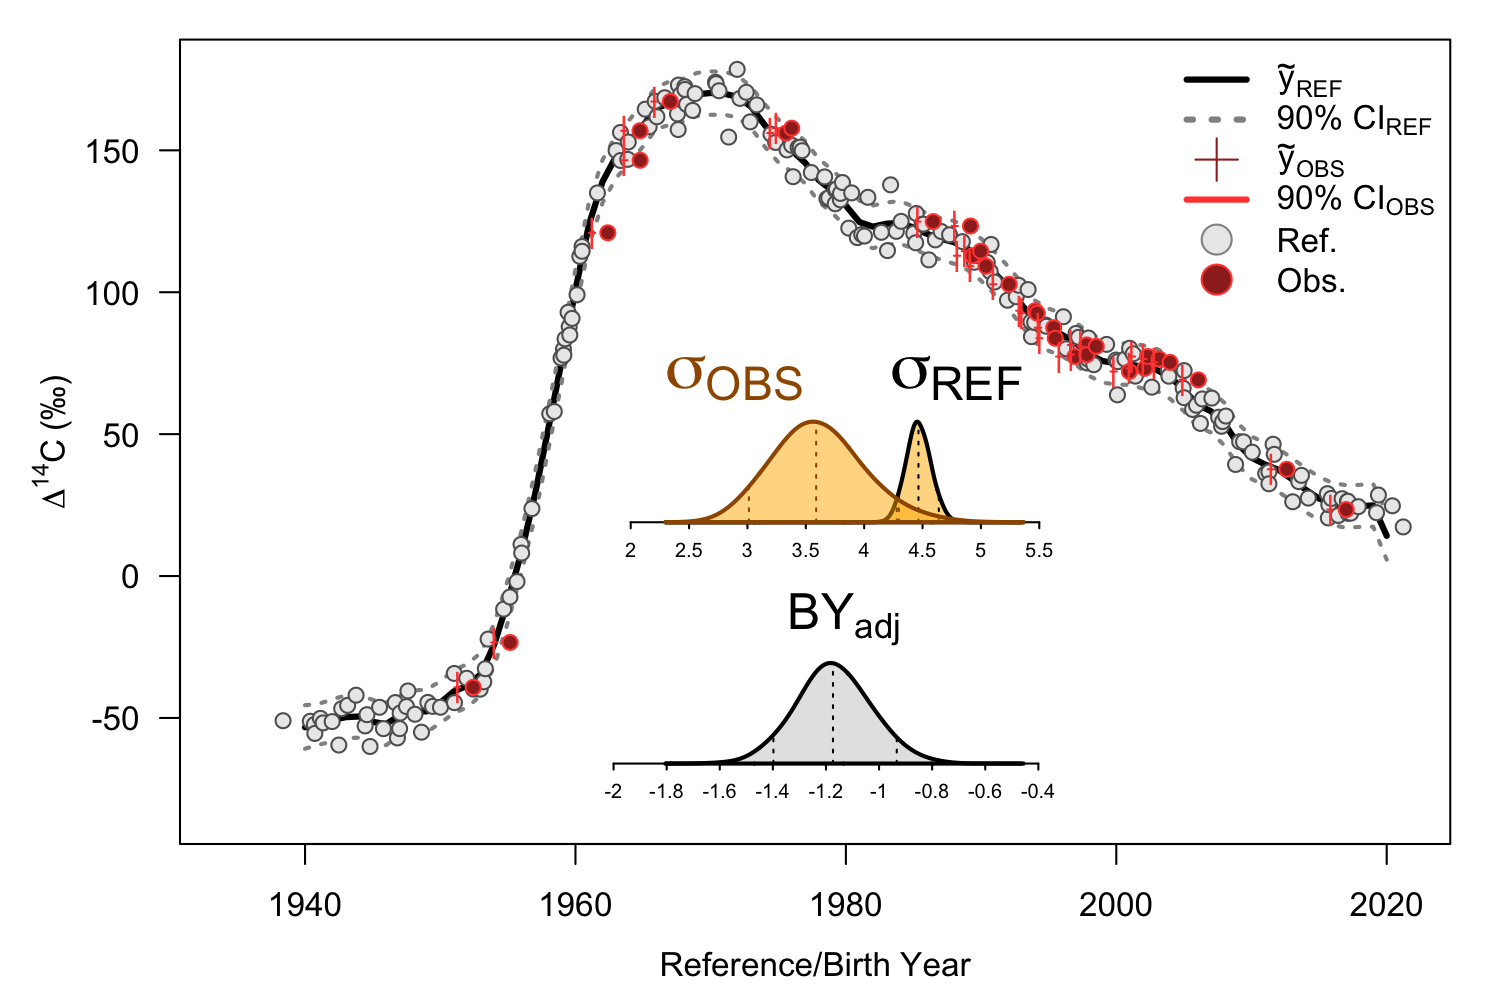 ỹREF
90% CIREF
ỹOBS
90% CIOBS
Ref.
Obs.
150
100
50
0
-50
Δ14C (‰)
σOBS
σREF
2 2.5 3 3.5 4 4.5 5 5.5
BYadj
-2 -1.8 -1.6 -1.4 -1.2 -1 -0.8 -0.6 -0.4
1940 1960 1980 2000 2020
Reference/Birth Year